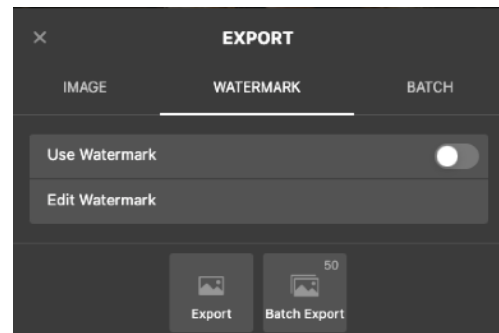 EXPORT
IMAGE WATERMARK BATCH
Use Watermark
Edit Watermark
50
Export Batch Export